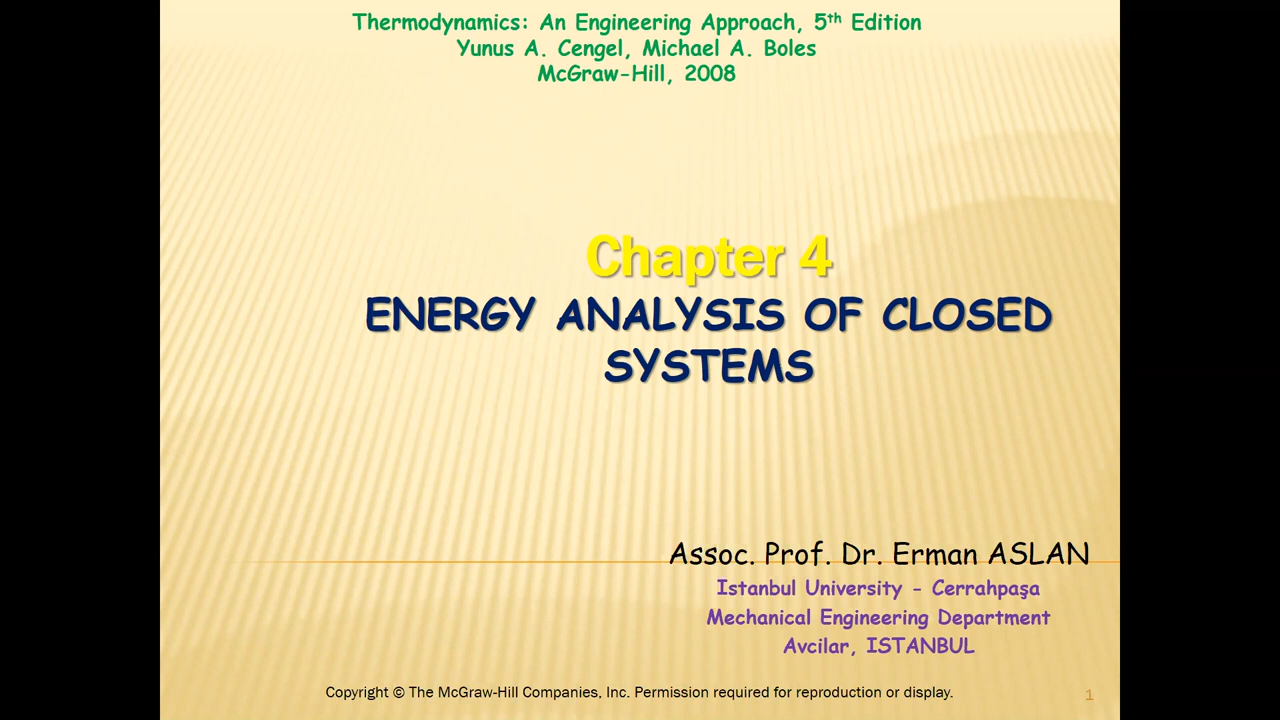 Thermodynamics: An Engineering Approach, 5th Edition
Yunus A. Cengel, Michael A. Boles
McGraw-Hill, 2008
Chapter 4
ENERGY ANALYSIS OF CLOSED
SYSTEMS
Assoc. Prof. Dr. Erman ASLAN
Istanbul University - Cerrahpaşa
Mechanical Engineering Department
Avcilar, ISTANBUL
Copyright © The McGraw-Hill Companies, Inc. Permission required for reproduction or display.
1